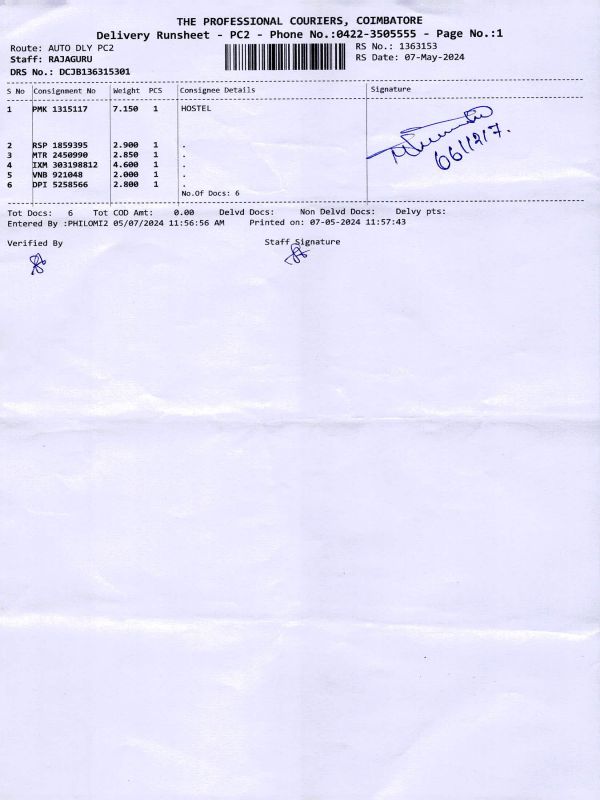 THE PROFESSIONAL COURIERS, COIMBATORE
Delivery Runsheet - PC2 - Phone No.:0422-3505555 - Page No.:1
Route: AUTO DLY PC2
RS No.: 1363153
Staff: RAJAGURU
RS Date: 07-May-2024
DRS No.: DCJB136315301
S No Consignment No Weight PCS Consignee Details Signature
1 PMK 1315117 7.150 1 HOSTEL
2 RSP 1859395 2.900 1 .
3 MTR 2450990 2.850 1 .
4 IXM 303198812 4.600 1 .
5 VNB 921048 2.000 1 .
6 DPI 5258566 2.800 1 .
No.Of Docs: 6
Tot Docs: 6 Tot COD Amt: 0.00 Delvd Docs: Non Delvd Docs: Delvy pts:
Entered By :PHILOMI2 05/07/2024 11:56:56 AM Printed on: 07-05-2024 11:57:43
Verified By Staff Signature